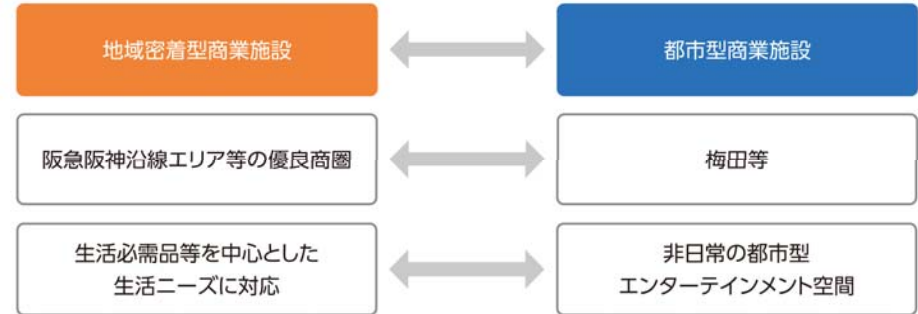 地域密着型商業施設
都市型商業施設
阪急阪神沿線エリア等の優良商圏
梅田等
生活必需品等を中心とした
生活ニーズに対応
非日常の都市型
エンターテインメント空間